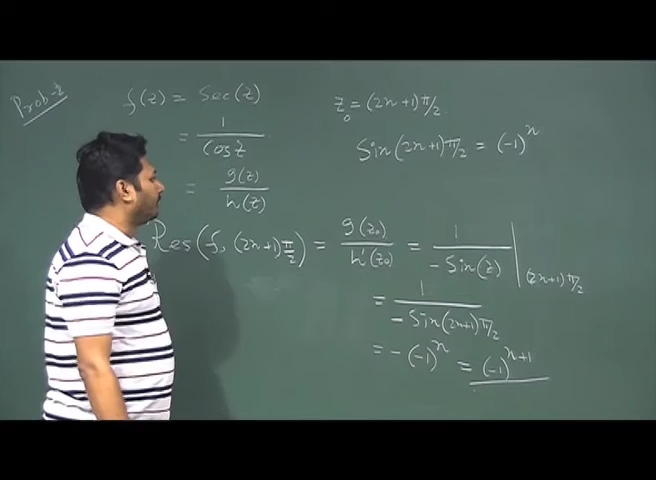 Prob-2
f(z) = Sec(z)
= 1/Cosz
= g(z)/h(z)
z₀ = (2n+1)π/2
Sin(2n+1)π/2 = (-1)ⁿ
Res(f, (2n+1)π/2) = g(z₀)/h'(z₀) = 1/-Sin(z) |(2n+1)π/2
= 1/-Sin(2n+1)π/2
= -(-1)ⁿ = (-1)ⁿ⁺¹